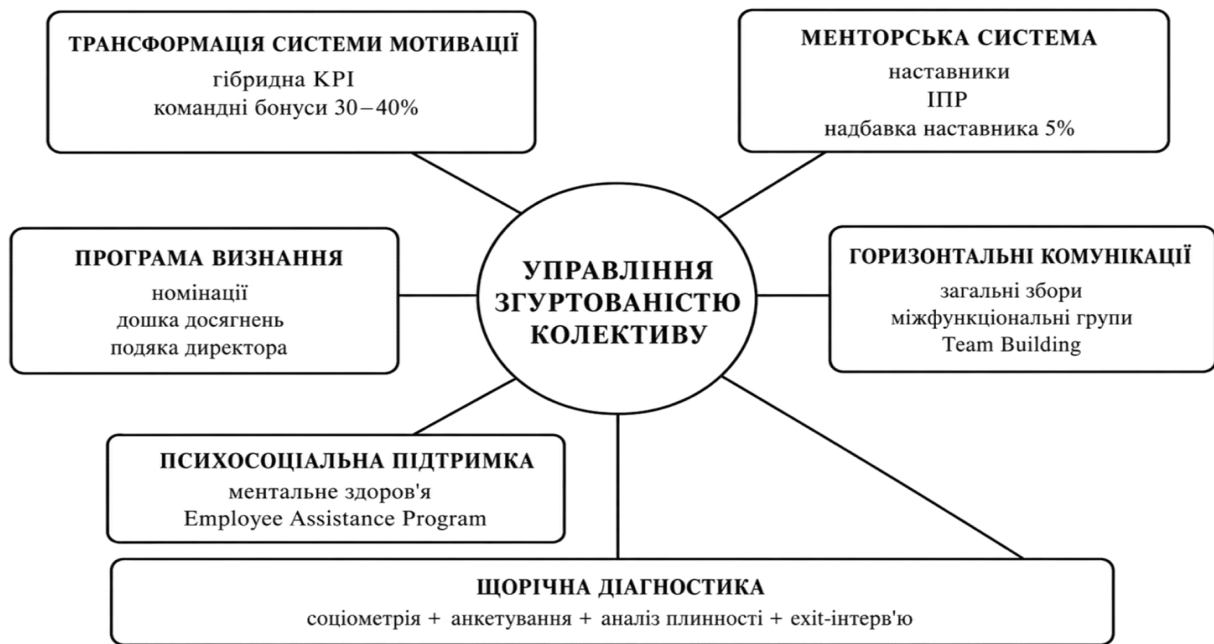 ТРАНСФОРМАЦІЯ СИСТЕМИ МОТИВАЦІЇ
гібридна KPI
командні бонуси 30–40%
МЕНТОРСЬКА СИСТЕМА
наставники
ІПР
надбавка наставника 5%
ПРОГРАМА ВИЗНАННЯ
номінації
дошка досягнень
подяка директора
УПРАВЛІННЯ
ЗГУРТОВАНІСТЮ
КОЛЕКТИВУ
ГОРИЗОНТАЛЬНІ КОМУНІКАЦІЇ
загальні збори
міжфункціональні групи
Team Building
ПСИХОСОЦІАЛЬНА ПІДТРИМКА
ментальне здоров'я
Employee Assistance Program
ЩОРІЧНА ДІАГНОСТИКА
соціометрія + анкетування + аналіз плинності + exit-інтерв'ю